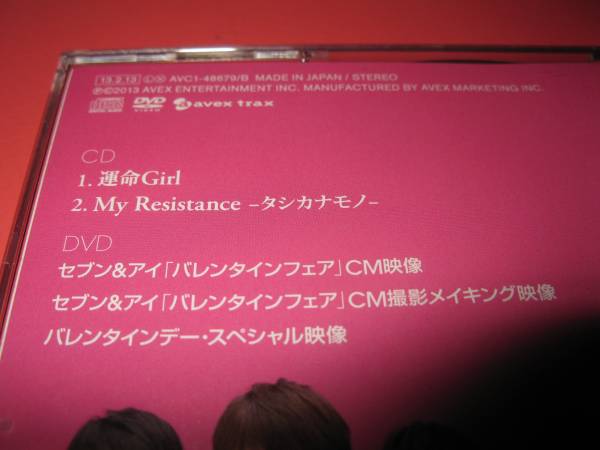 13.2.13 LX AVC1-48679/B MADE IN JAPAN / STEREO
℗©2013 AVEX ENTERTAINMENT INC. MANUFACTURED BY AVEX MARKETING INC.
DVD VIDEO avex trax
CD
1. 運命Girl
2. My Resistance –タシカナモノ–
DVD
セブン&アイ「バレンタインフェア」CM映像
セブン&アイ「バレンタインフェア」CM撮影メイキング映像
バレンタインデー・スペシャル映像